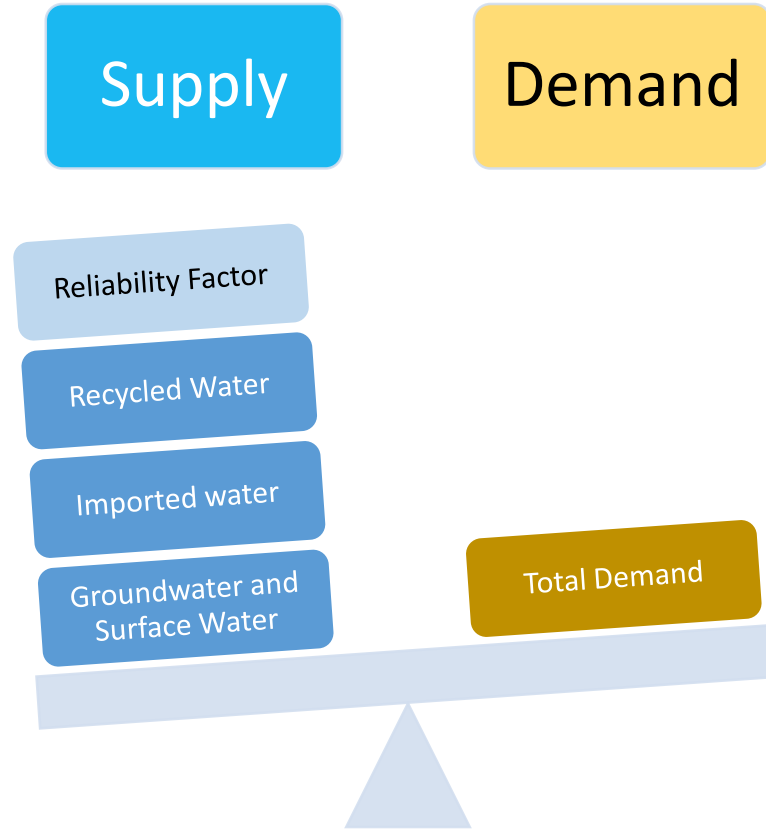 Supply
Demand
Reliability Factor
Recycled Water
Imported water
Groundwater and
Surface Water
Total Demand